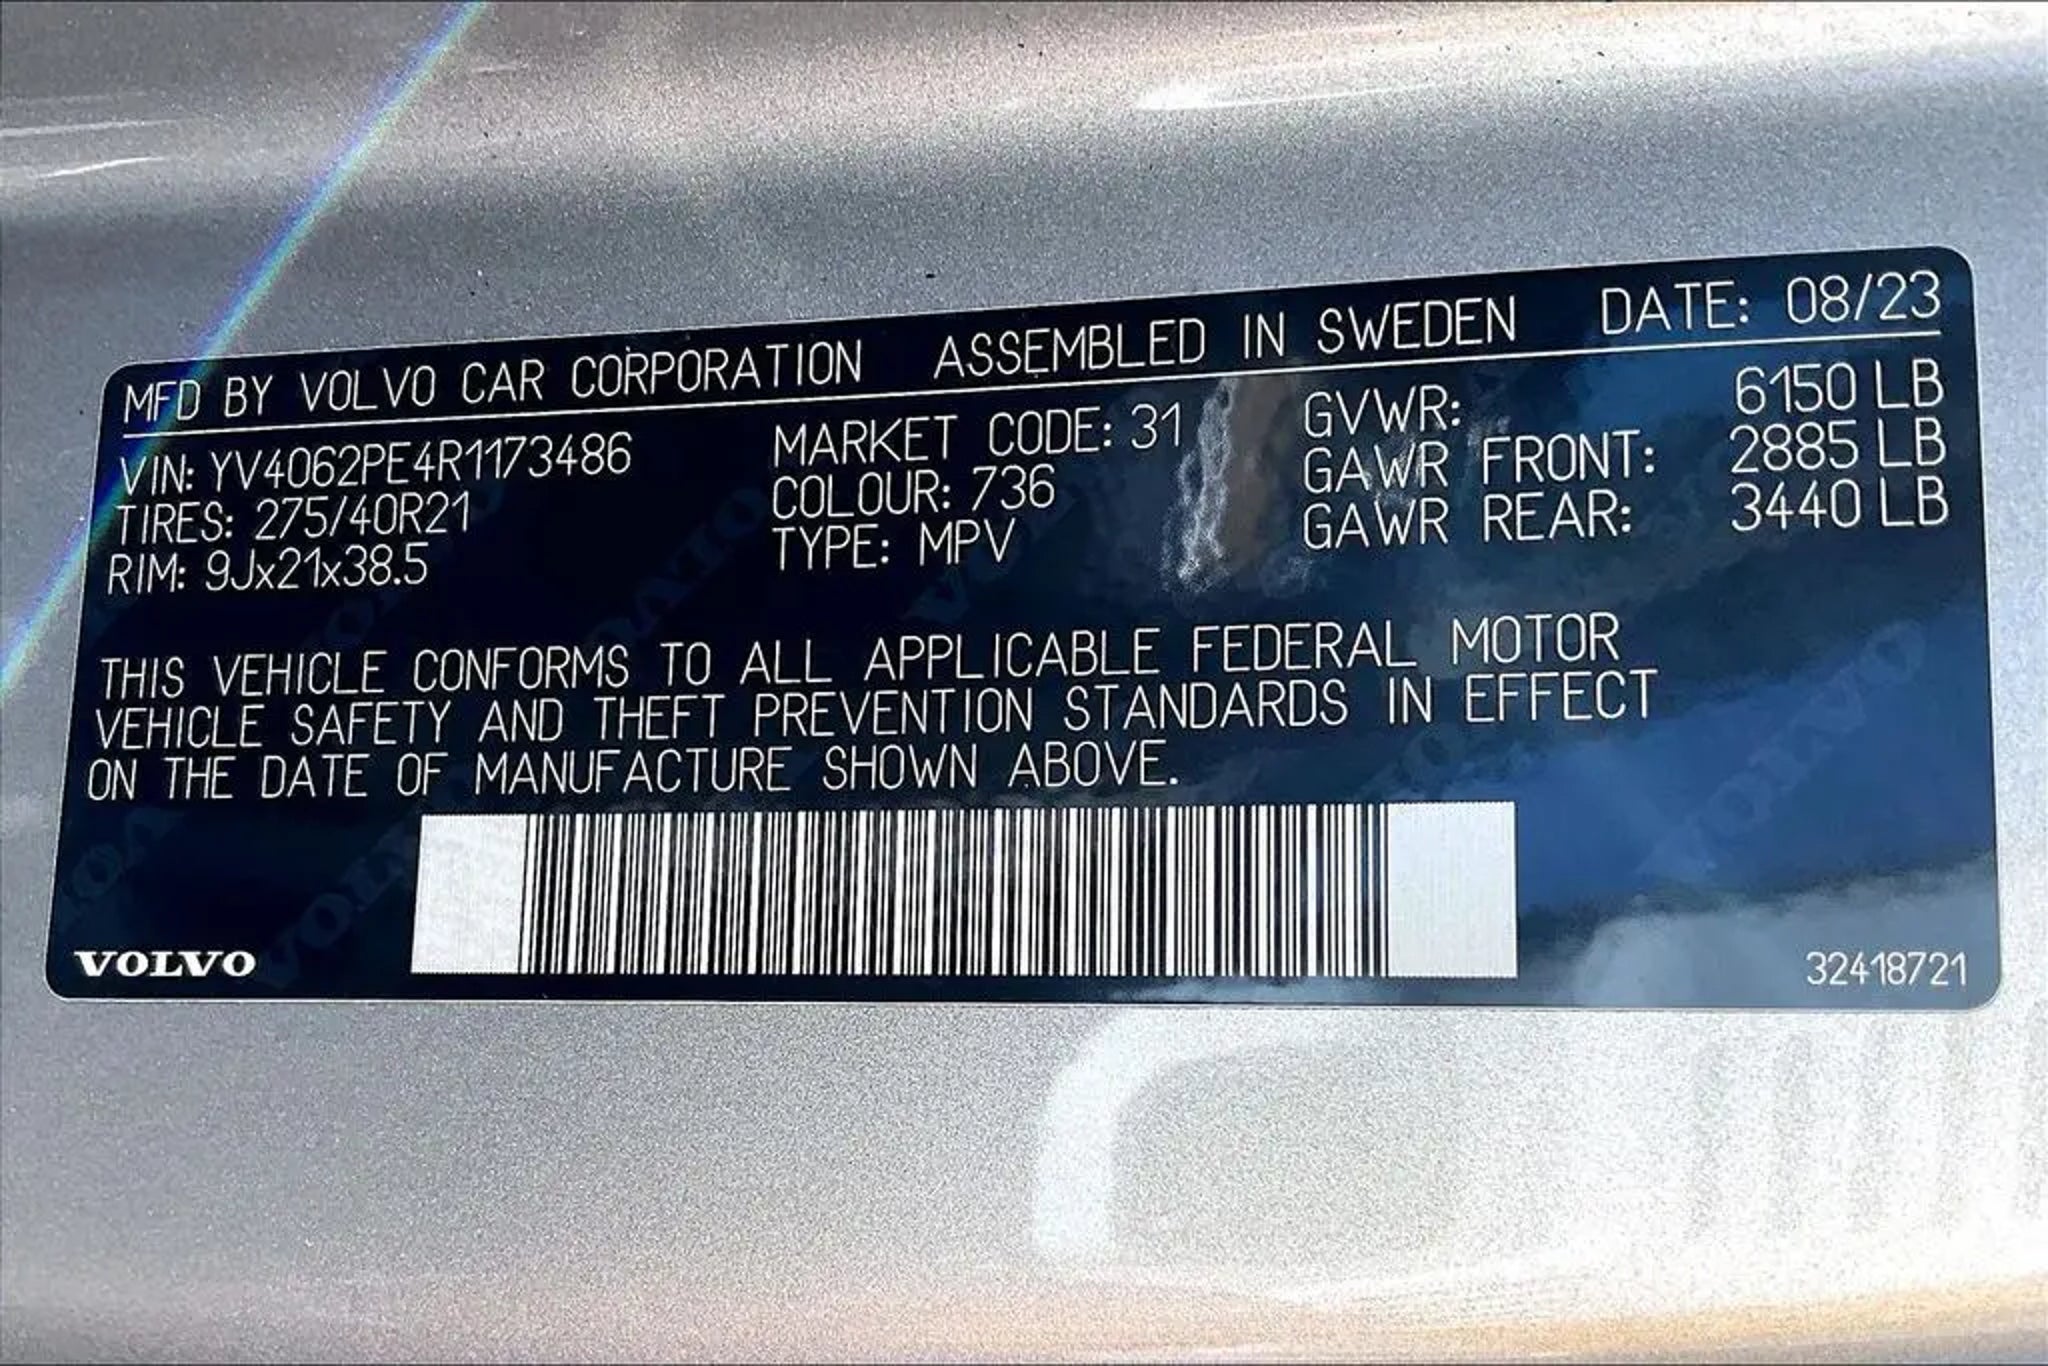 MFD BY VOLVO CAR CORPORATION ASSEMBLED IN SWEDEN DATE: 08/23
VIN: YV4062PE4R1173486 MARKET CODE: 31 GVWR: 6150 LB
TIRES: 275/40R21 COLOUR: 736 GAWR FRONT: 2885 LB
RIM: 9Jx21x38.5 TYPE: MPV GAWR REAR: 3440 LB
THIS VEHICLE CONFORMS TO ALL APPLICABLE FEDERAL MOTOR
VEHICLE SAFETY AND THEFT PREVENTION STANDARDS IN EFFECT
ON THE DATE OF MANUFACTURE SHOWN ABOVE.
VOLVO 32418721